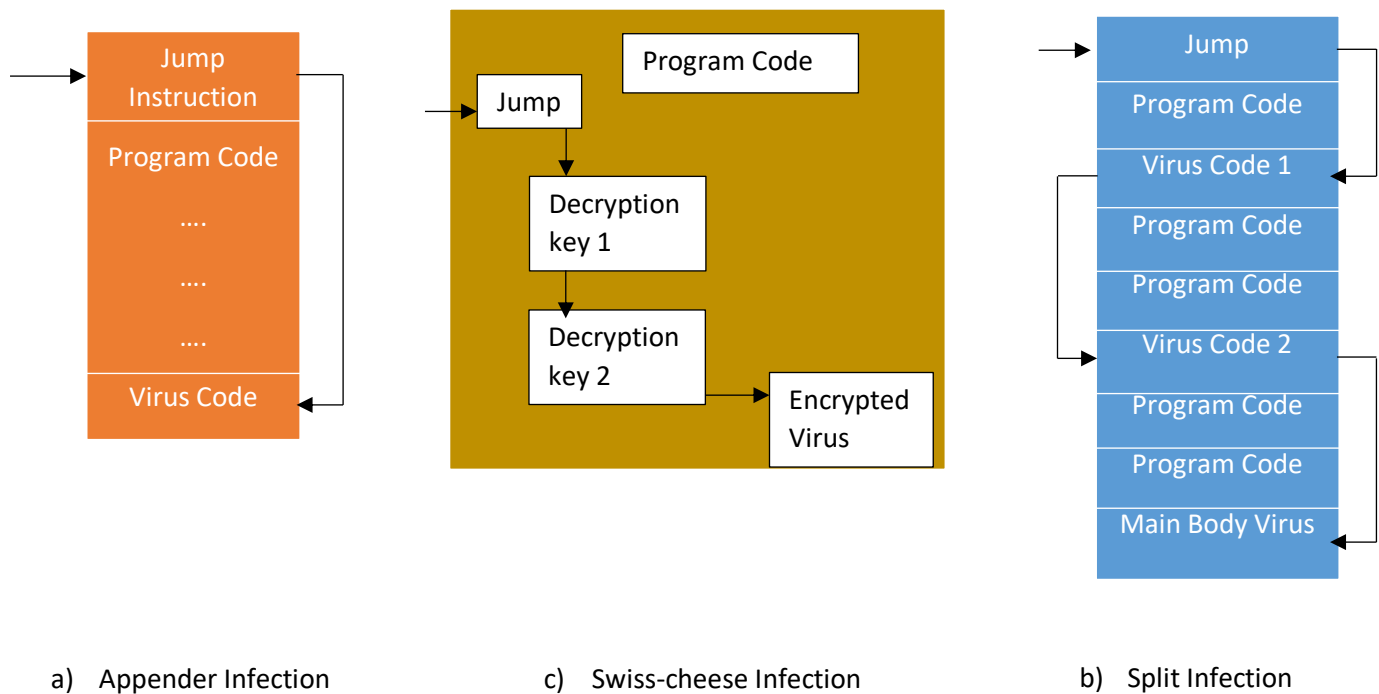 Jump
Instruction
Program Code
....
....
....
Virus Code
Program Code
Jump
Decryption
key 1
Decryption
key 2
Encrypted
Virus
Jump
Program Code
Virus Code 1
Program Code
Program Code
Virus Code 2
Program Code
Program Code
Main Body Virus
a) Appender Infection
c) Swiss-cheese Infection
b) Split Infection